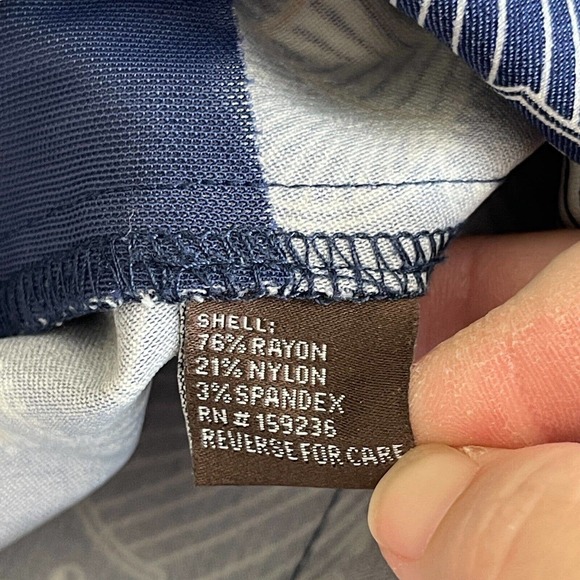 SHELL:
76% RAYON
21% NYLON
3% SPANDEX
RN # 159236
REVERSE FOR CARE